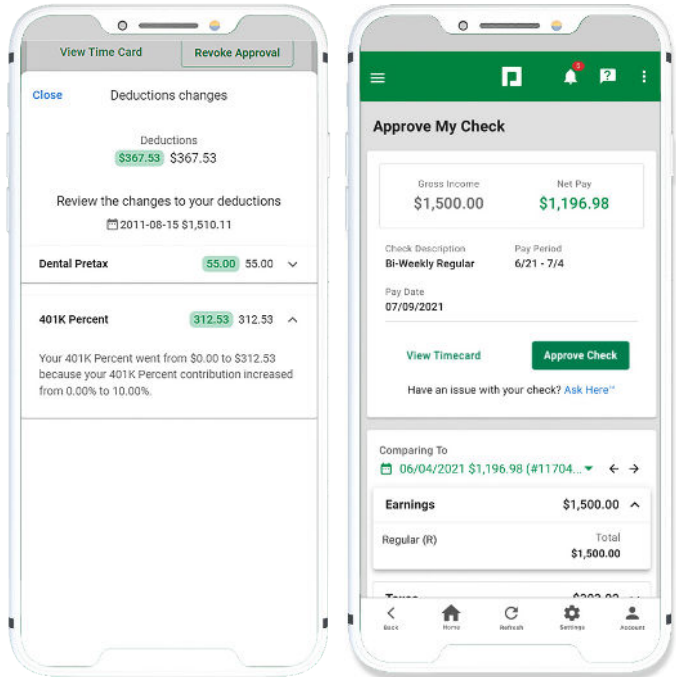 View Time Card
Revoke Approval
Close
Deductions changes
Deductions
$367.53 $367.53
Review the changes to your deductions
2011-08-15 $1,510.11
Dental Pretax 55.00 55.00
401K Percent 312.53 312.53
Your 401K Percent went from $0.00 to $312.53
because your 401K Percent contribution increased
from 0.00% to 10.00%.
Approve My Check
Gross Income
$1,500.00
Net Pay
$1,196.98
Check Description
Bi-Weekly Regular
Pay Period
6/21 - 7/4
Pay Date
07/09/2021
View Timecard
Approve Check
Have an issue with your check? Ask Here™
Comparing To
06/04/2021 $1,196.98 (#11704...
Earnings $1,500.00
Regular (R)
Total
$1,500.00
Back
Home
Refresh
Settings
Account